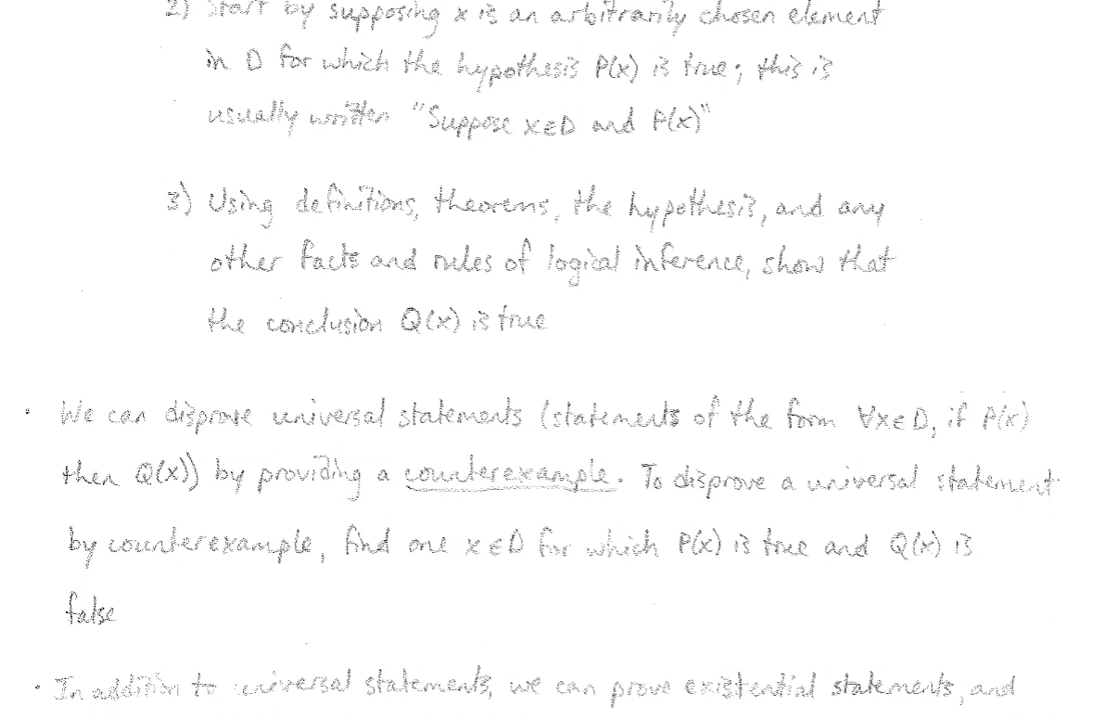 2) Start by supposing x is an arbitrarily chosen element
in D for which the hypothesis P(x) is true; this is
usually written "Suppose x∈D and P(x)"
3) Using definitions, theorems, the hypothesis, and any
other facts and rules of logical inference, show that
the conclusion Q(x) is true
• We can disprove universal statements (statements of the form ∀x∈D, if P(x)
then Q(x)) by providing a counterexample. To disprove a universal statement
by counterexample, find one x∈D for which P(x) is true and Q(x) is
false
• In addition to universal statements, we can prove existential statements, and